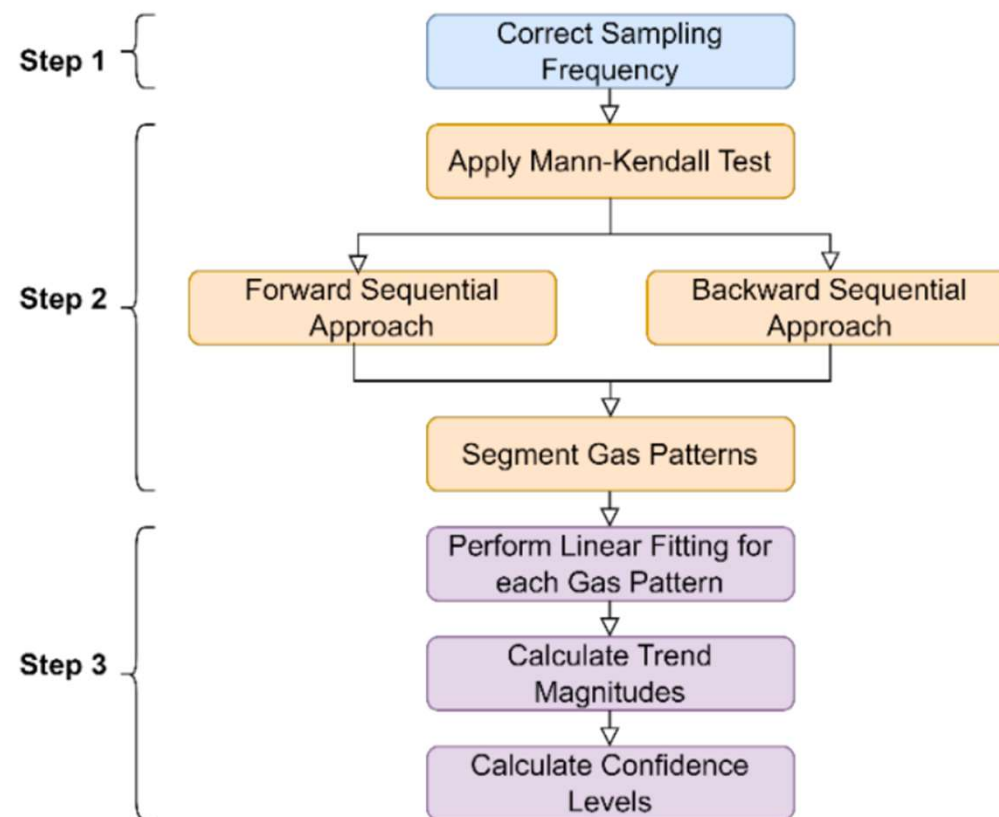 Step 1
Correct Sampling
Frequency
Apply Mann-Kendall Test
Step 2
Forward Sequential
Approach
Backward Sequential
Approach
Segment Gas Patterns
Step 3
Perform Linear Fitting for
each Gas Pattern
Calculate Trend
Magnitudes
Calculate Confidence
Levels